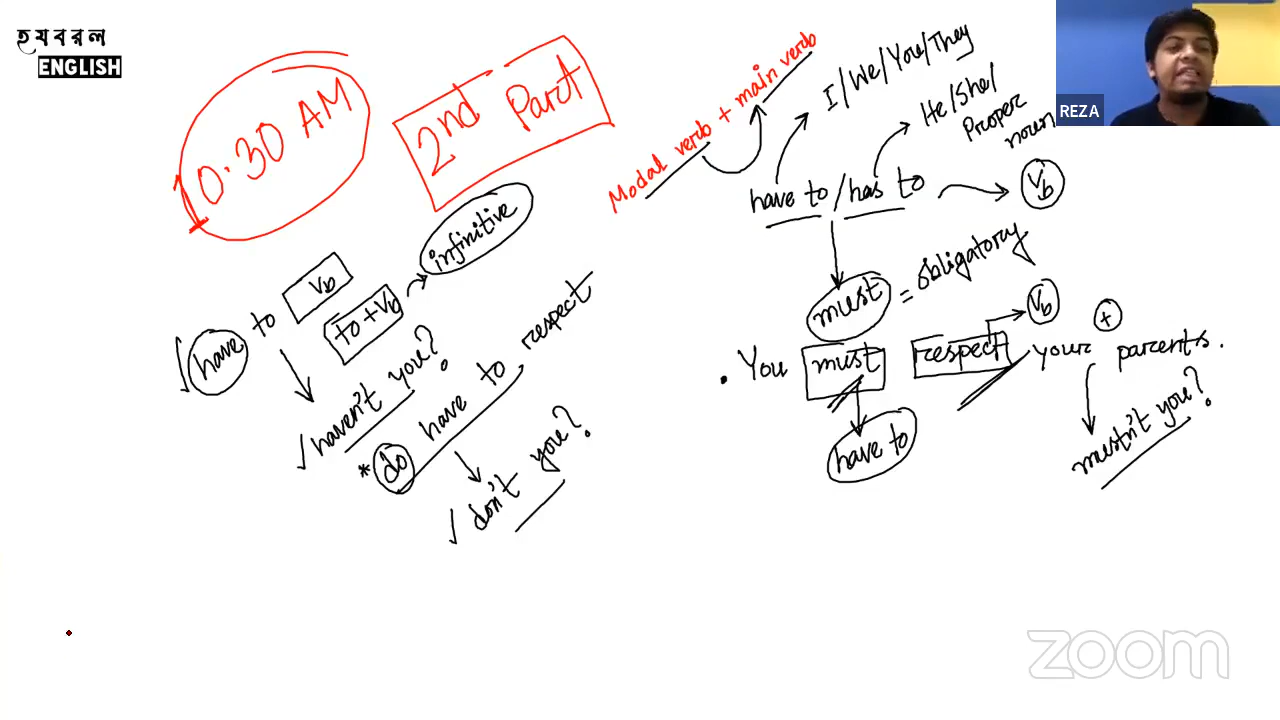 হ য ব র ল
ENGLISH
10.30 AM
2nd Part
Modal verb + main verb
I/We/You/They
He/She/
Proper
noun
REZA
have to / has to
Vb
infinitive
have to Vb
to + Vb
must = obligatory
Vb
+
. You must respect your parents.
have to
mustn't you?
haven't you?
* do have to respect
don't you?
zoom